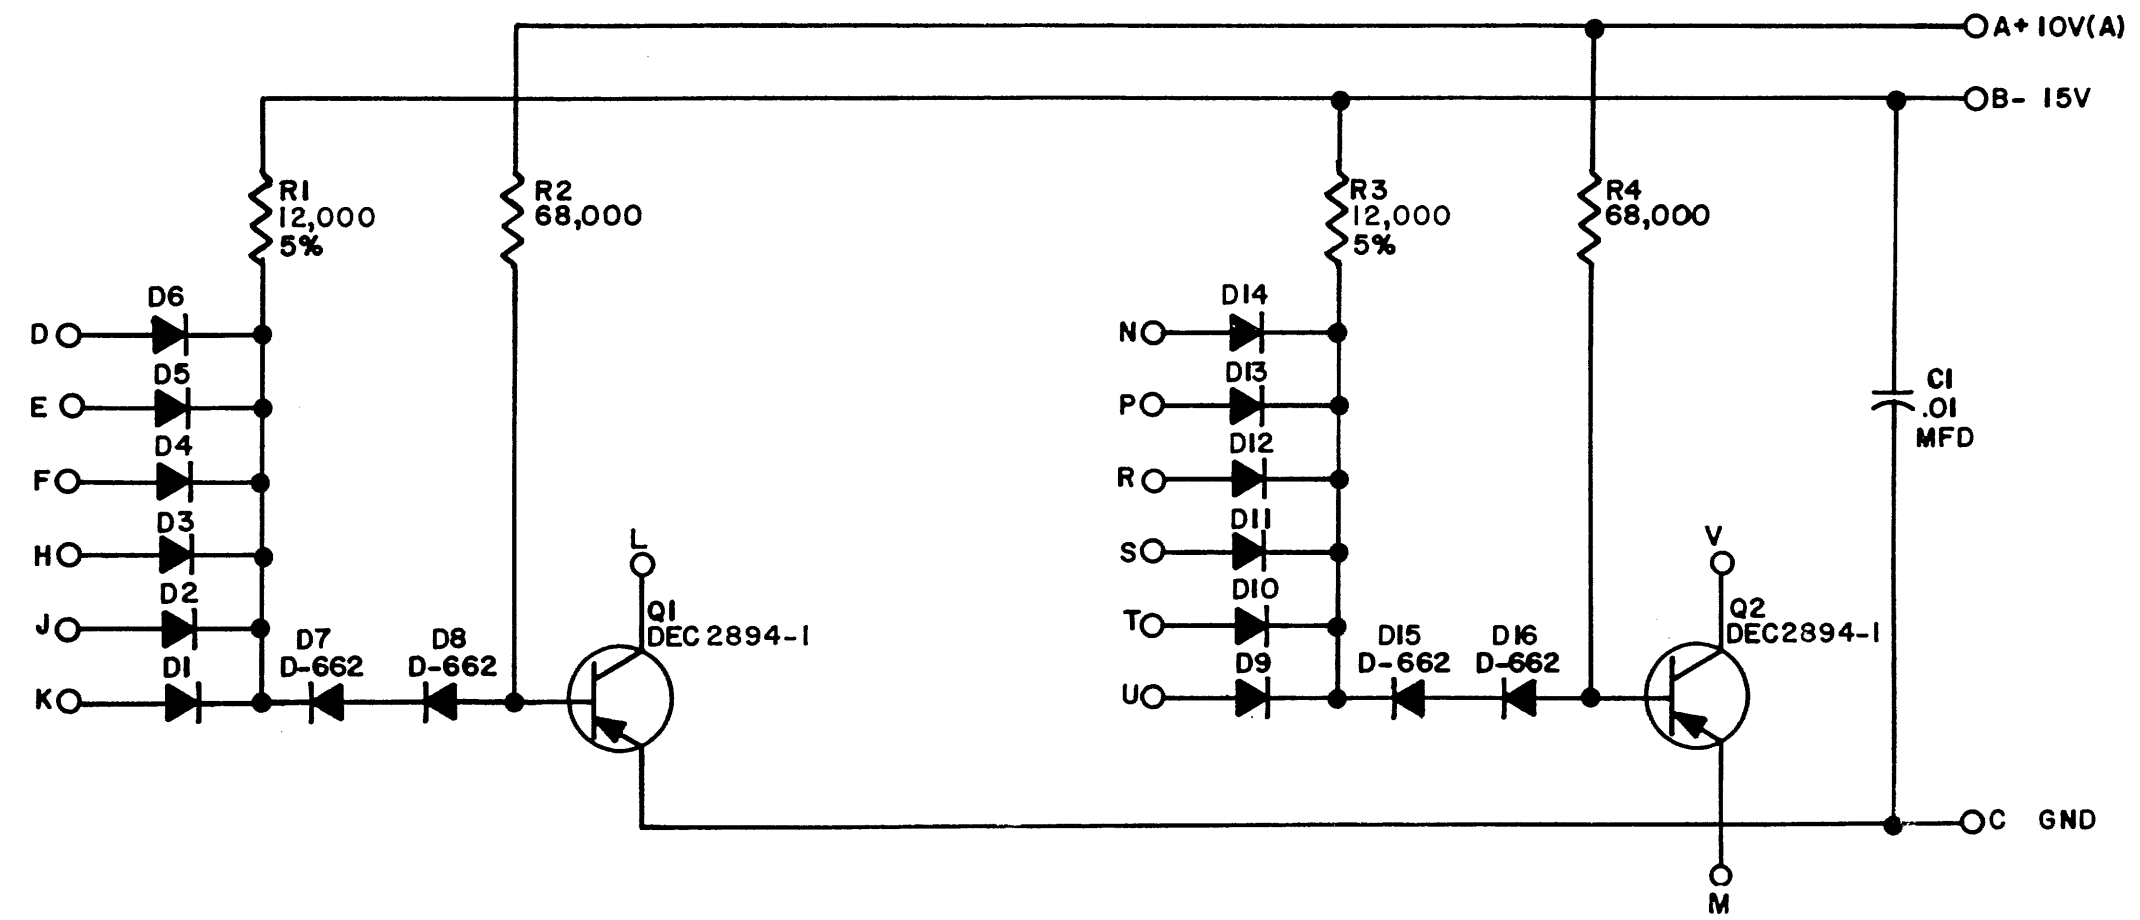 A+ 10V(A)
B- 15V
R1
12,000
5%
R2
68,000
R3
12,000
5%
R4
68,000
D6
D
D5
E
D4
F
D3
H
D2
J
D1
K
D7
D-662
D8
D-662
L
Q1
DEC2894-1
D14
N
D13
P
D12
R
D11
S
D10
T
D9
U
D15
D-662
D16
D-662
V
Q2
DEC2894-1
C1
.01
MFD
C GND
M